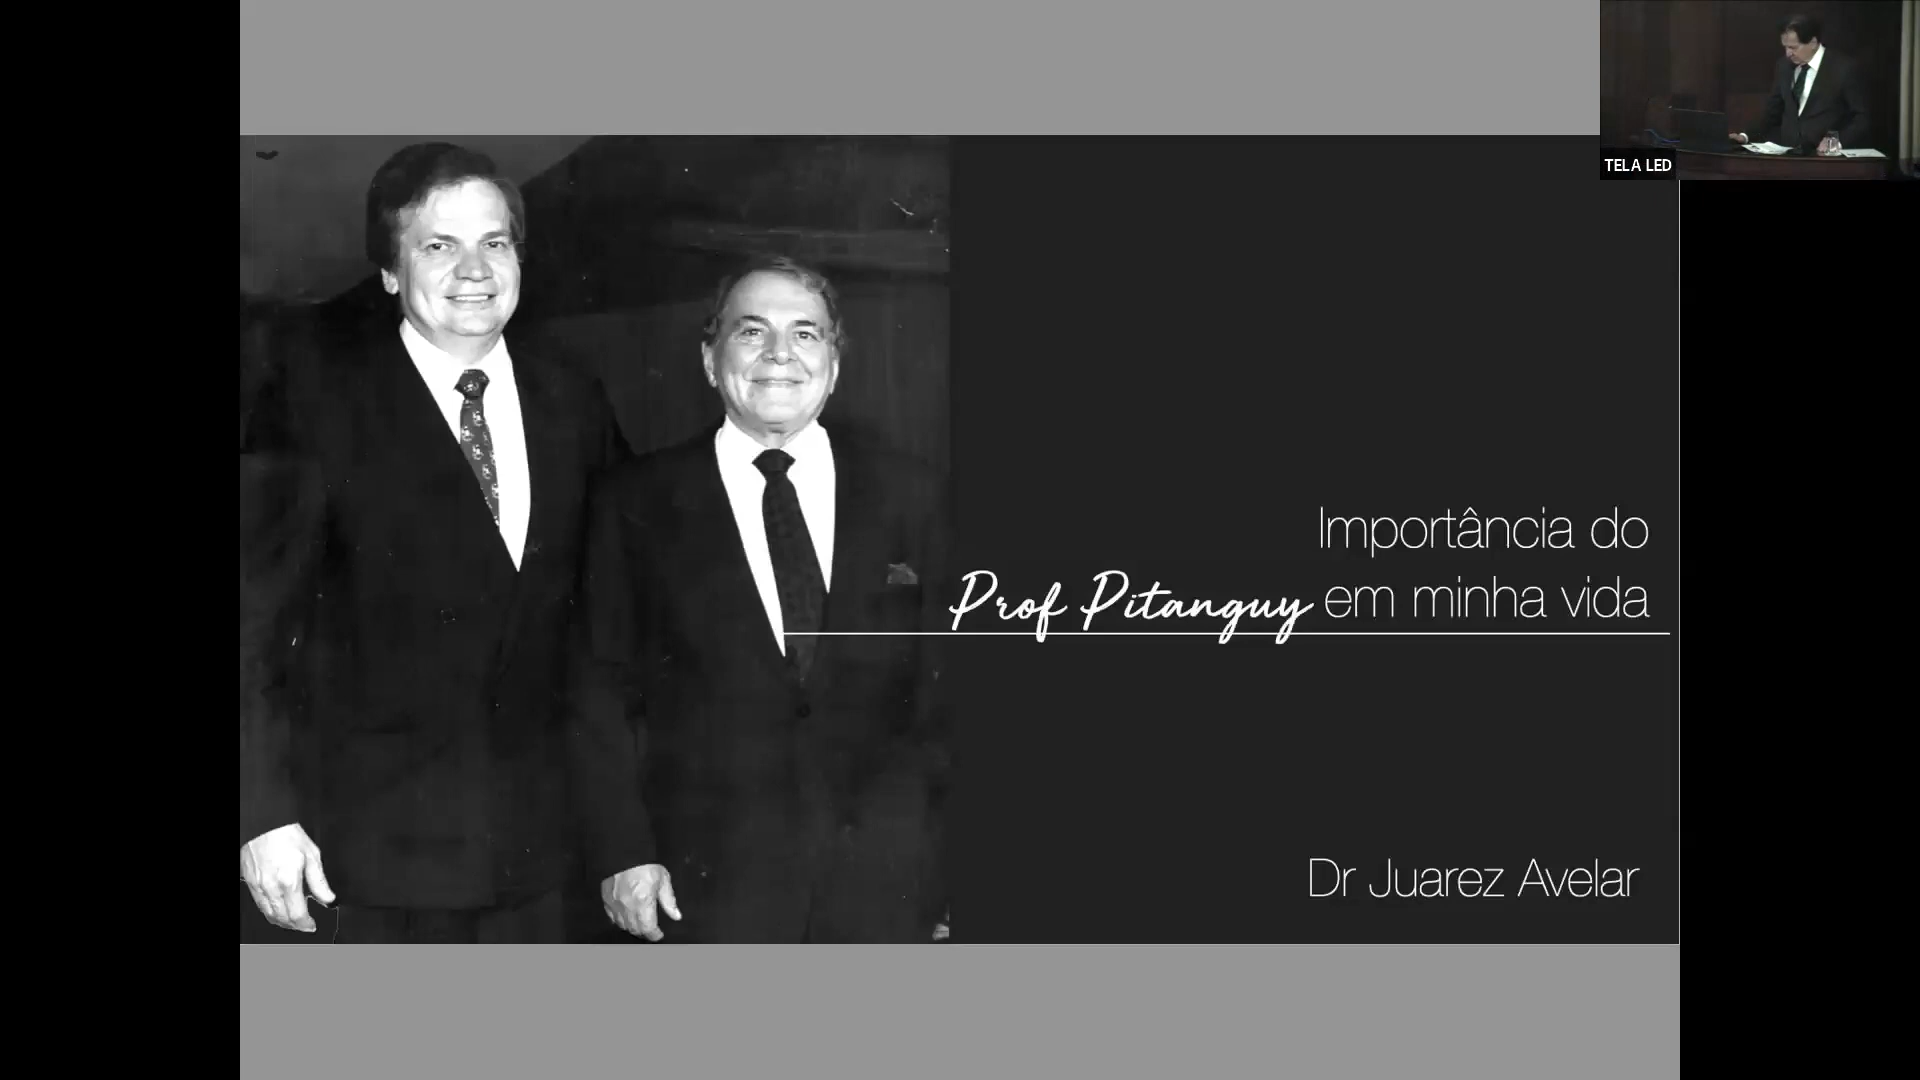 TELA LED
Importância do
Prof Pitanguy em minha vida
Dr Juarez Avelar